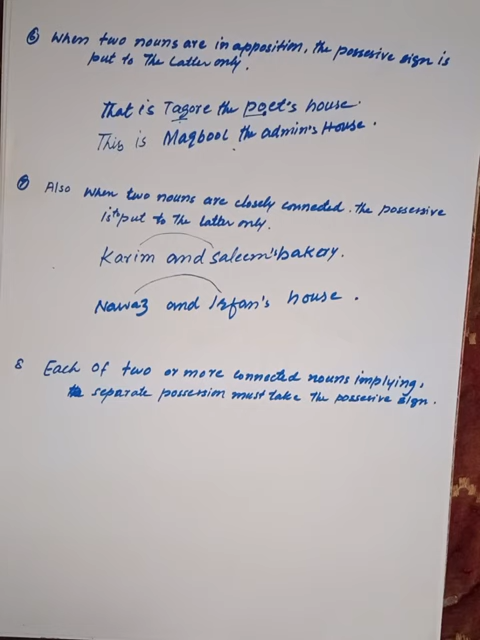 ⑥ When two nouns are in apposition, the possessive sign is
put to The Latter only.
That is Tagore the poet's house.
This is Maqbool the admin's House.
⑦ Also when two nouns are closely connected. the possessive
is put to The latter only.
Karim and Saleem's bakery.
Nawaz and Irfan's house.
8 Each of two or more connected nouns implying,
separate possession must take the possesive sign.